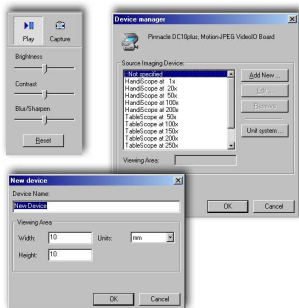 Play Capture
Brightness
Contrast
Blur/Sharpen
Reset
Device manager
Pinnacle DC10plus, Motion-JPEG Video I/O Board
Source Imaging Device:
Not specified
HandiScope at 1x
HandiScope at 20x
HandiScope at 50x
HandiScope at 100x
HandiScope at 200x
TableScope at 50x
TableScope at 100x
TableScope at 150x
TableScope at 200x
TableScope at 250x
Add New...
Edit...
Remove
Unit system...
Viewing Area:
OK Cancel
New device
Device Name
New Device
Viewing Area
Width: 10 Units: mm
Height: 10
OK Cancel